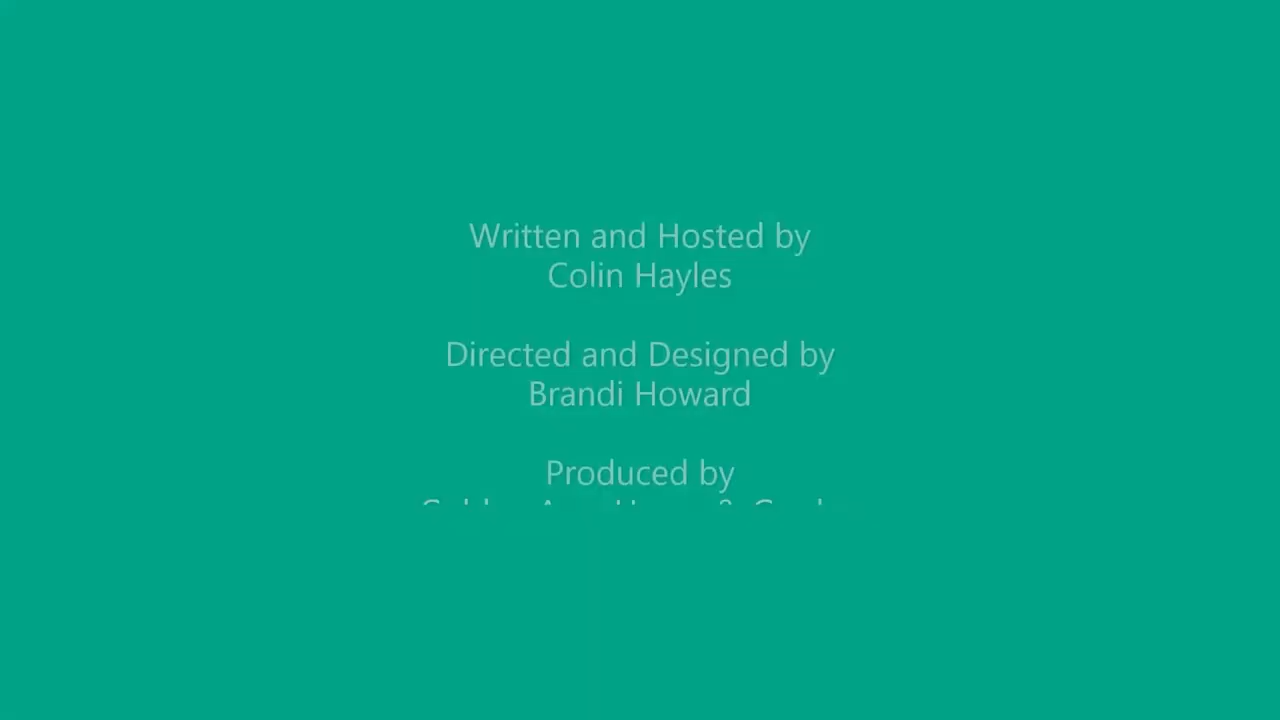 Written and Hosted by
Colin Hayles
Directed and Designed by
Brandi Howard
Produced by